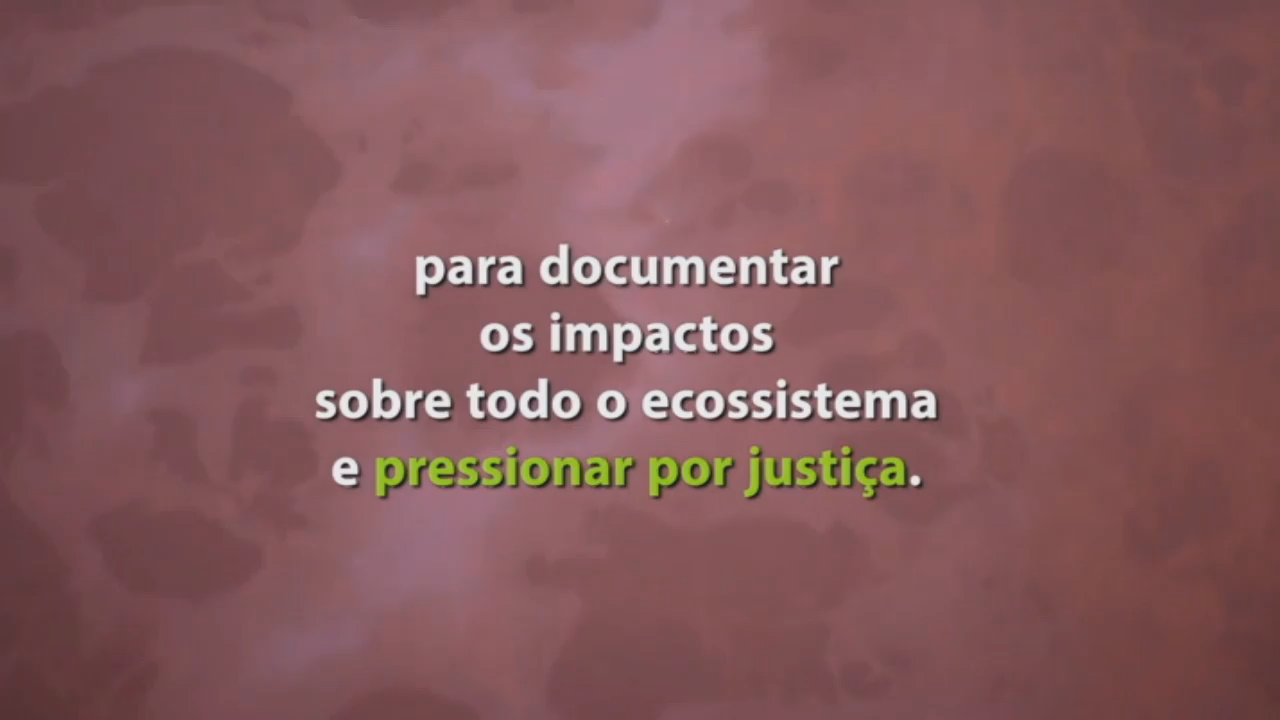 para documentar
os impactos
sobre todo o ecossistema
e pressionar por justiça.